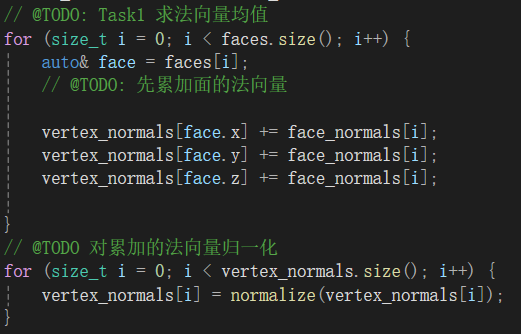 // @TODO: Task1 求法向量均值
for (size_t i = 0; i < faces.size(); i++) {
auto& face = faces[i];
// @TODO: 先累加面的法向量
vertex_normals[face.x] += face_normals[i];
vertex_normals[face.y] += face_normals[i];
vertex_normals[face.z] += face_normals[i];
}
// @TODO 对累加的法向量归一化
for (size_t i = 0; i < vertex_normals.size(); i++) {
vertex_normals[i] = normalize(vertex_normals[i]);
}